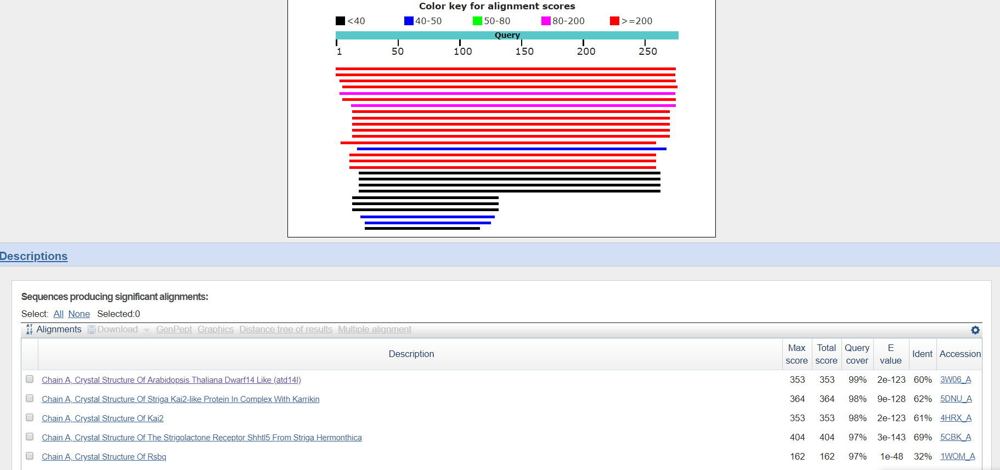 Color key for alignment scores
<40 40-50 50-80 80-200 >=200
Query
1 50 100 150 200 250
Descriptions
Sequences producing significant alignments:
Select: All None Selected:0
Alignments Download GenPept Graphics Distance tree of results Multiple alignment
Description Max score Total score Query cover E value Ident Accession
Chain A, Crystal Structure Of Arabidopsis Thaliana Dwarf14 Like (atd14l) 353 353 99% 2e-123 60% 3W06_A
Chain A, Crystal Structure Of Striga Kai2-like Protein In Complex With Karrikin 364 364 98% 9e-128 62% 5DNU_A
Chain A, Crystal Structure Of Kai2 353 353 98% 2e-123 61% 4HRX_A
Chain A, Crystal Structure Of The Strigolactone Receptor Shhtl5 From Striga Hermonthica 404 404 97% 3e-143 69% 5CBK_A
Chain A, Crystal Structure Of Rsbq 162 162 97% 1e-48 32% 1WOM_A